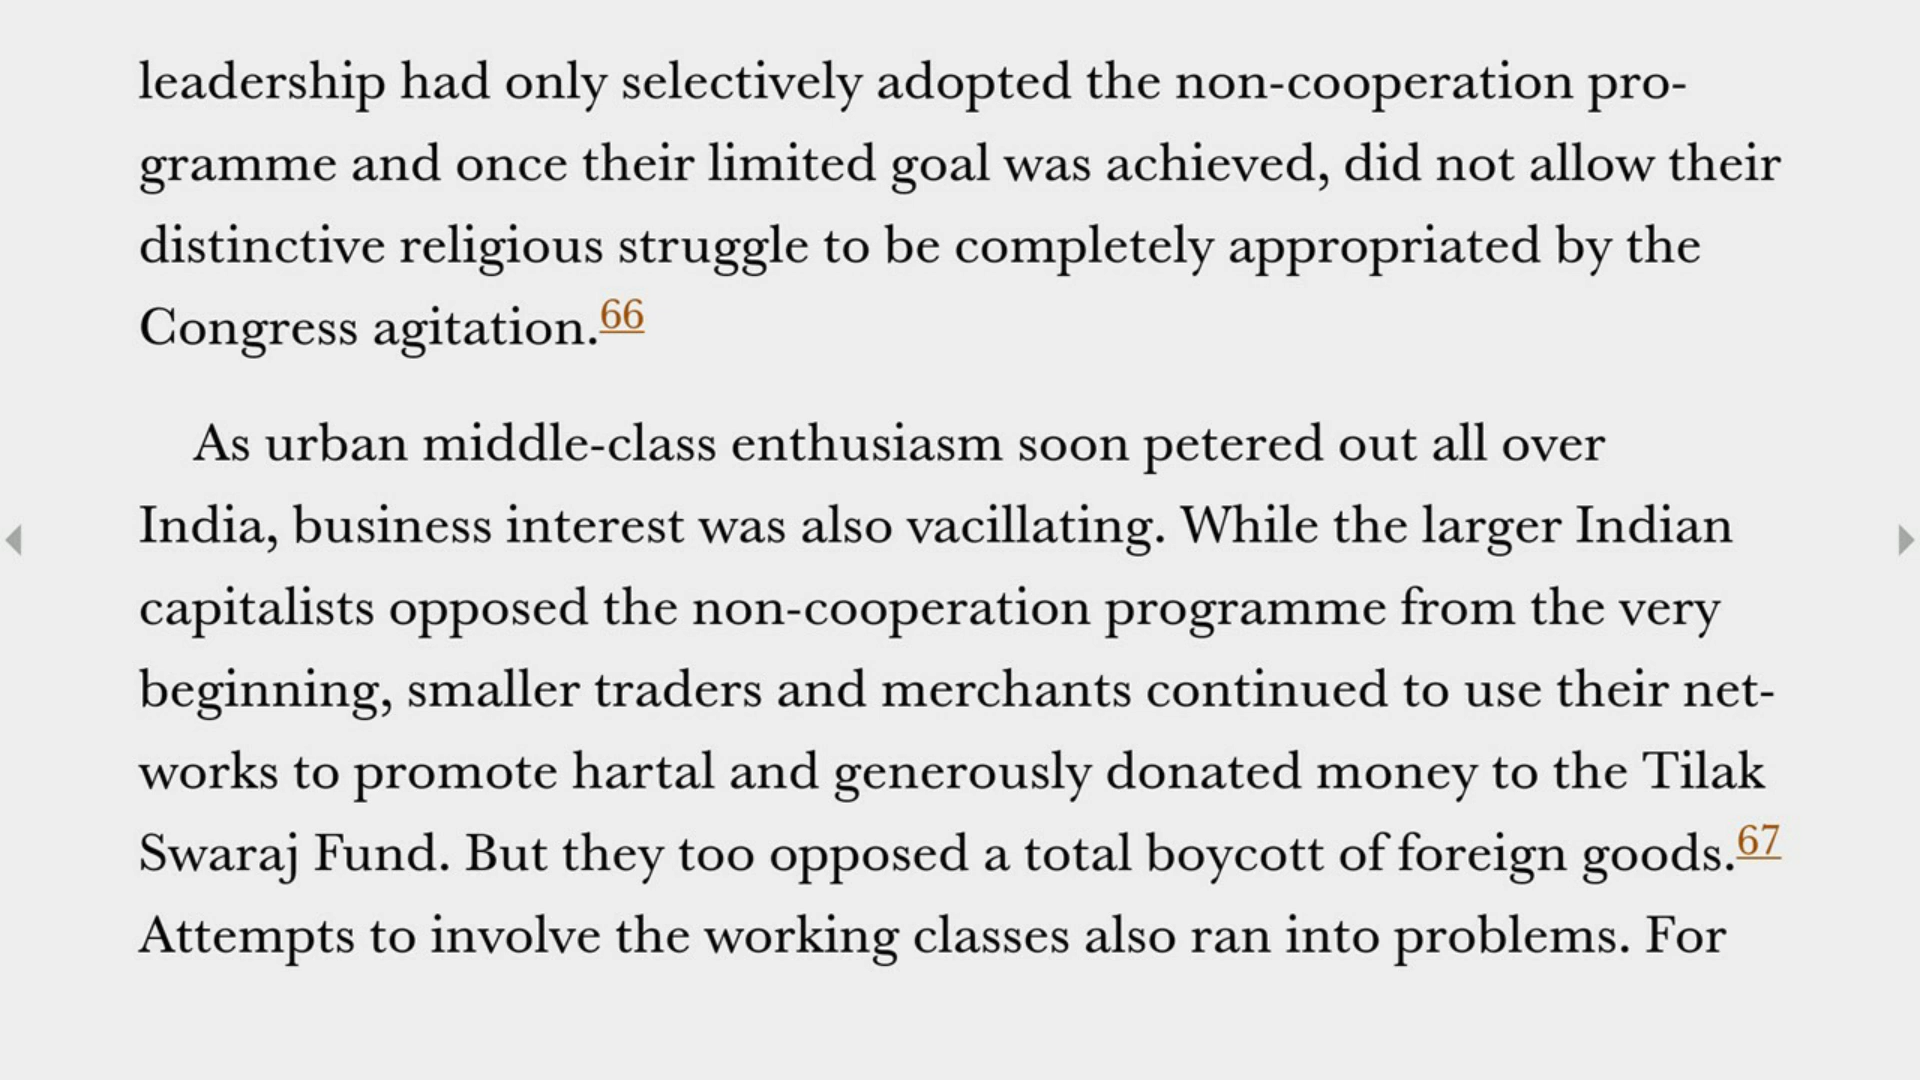 leadership had only selectively adopted the non-cooperation pro-
gramme and once their limited goal was achieved, did not allow their
distinctive religious struggle to be completely appropriated by the
Congress agitation.66
As urban middle-class enthusiasm soon petered out all over
India, business interest was also vacillating. While the larger Indian
capitalists opposed the non-cooperation programme from the very
beginning, smaller traders and merchants continued to use their net-
works to promote hartal and generously donated money to the Tilak
Swaraj Fund. But they too opposed a total boycott of foreign goods.67
Attempts to involve the working classes also ran into problems. For